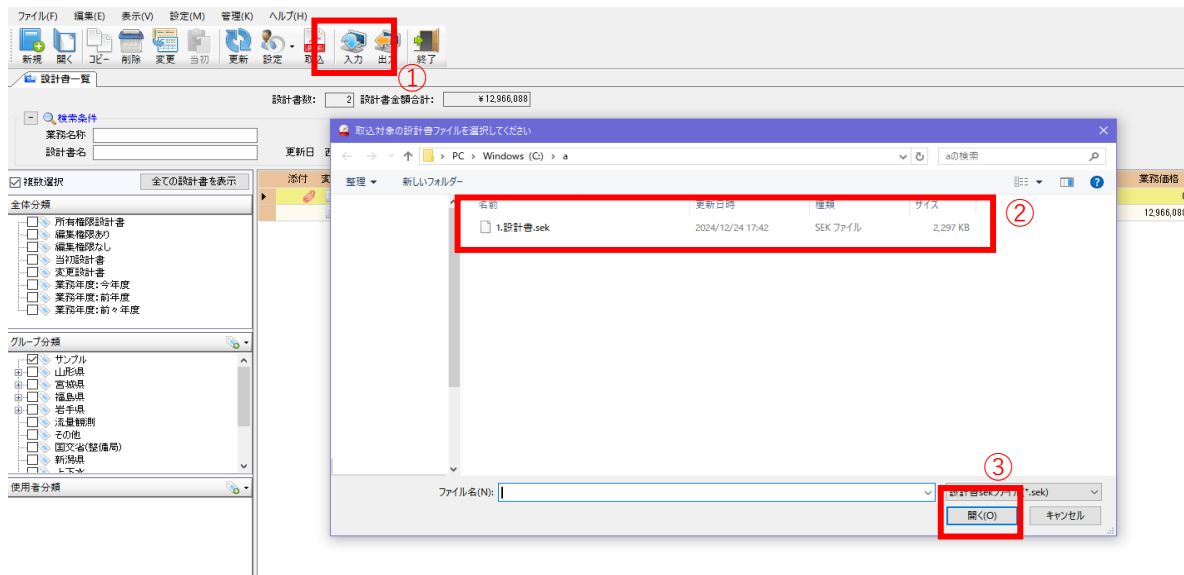 ファイル(F) 編集(E) 表示(V) 設定(M) 管理(K) ヘルプ(H)
新規 開く コピー 削除 変更 当初 更新 設定 取込 入力 出力 終了
①
設計書一覧
設計書数: 2 設計書金額合計: ¥12,966,088
検索条件
業務名称
設計書名
更新日
複数選択 全ての設計書を表示
添付
業務価格
12,966,088
全体分類
所有権限設計書
編集権限あり
編集権限なし
当初設計書
変更設計書
業務年度:今年度
業務年度:前年度
業務年度:前々年度
グループ分類
サンプル
山形県
宮城県
福島県
岩手県
流量観測
その他
国交省(整備局)
新潟県
上下水
使用者分類
取込対象の設計書ファイルを選択してください
PC › Windows (C:) › a
aの検索
整理 新しいフォルダー
名前 更新日時 種類 サイズ
②
1.設計書.sek 2024/12/24 17:42 SEK ファイル 2,297 KB
③
ファイル名(N): 設計書sekファイル(*.sek)
開く(O) キャンセル